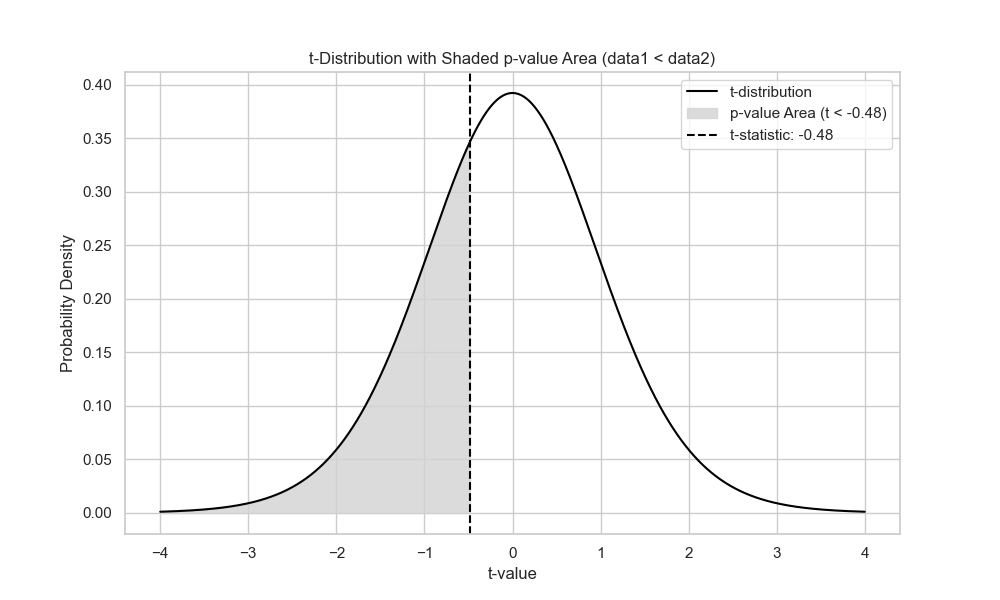 t-Distribution with Shaded p-value Area (data1 < data2)
t-distribution
p-value Area (t < -0.48)
t-statistic: -0.48
0.40
0.35
0.30
0.25
0.20
0.15
0.10
0.05
0.00
Probability Density
−4 −3 −2 −1 0 1 2 3 4
t-value